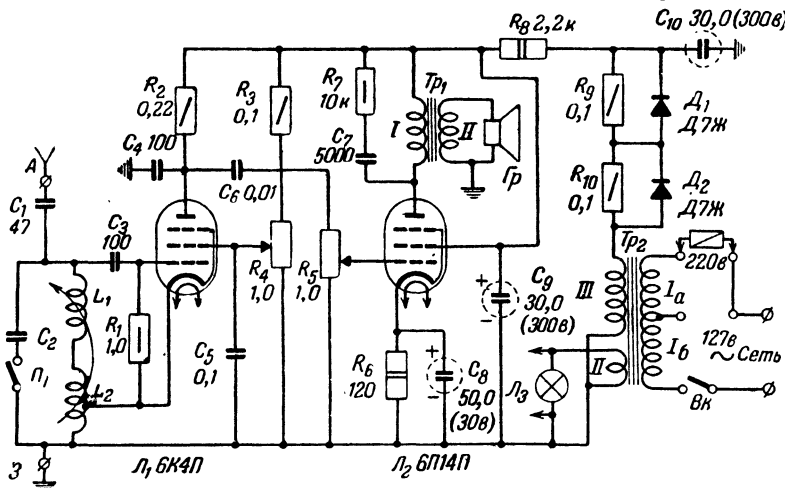 R₈ 2,2к
C₁₀ 30,0 (300в)
R₂
0,22
R₃
0,1
R₇
10к
Тр₁
I
II
Гр
R₉
0,1
Д₁
Д7Ж
C₄ 100
C₇
5000
C₆ 0,01
R₁₀
0,1
Д₂
Д7Ж
А
C₁
47
C₃
100
R₄
1,0
R₅
1,0
Тр₂
220в
+
-
C₉
30,0
(300в)
III
Iа
L₁
C₂
П₁
R₁
1,0
L₂
C₅
0,1
R₆
120
+
-
C₈
50,0
(30в)
Л₃
II
Iб
127в
~ Сеть
Вк
З
Л₁ 6К4П
Л₂ 6П14П